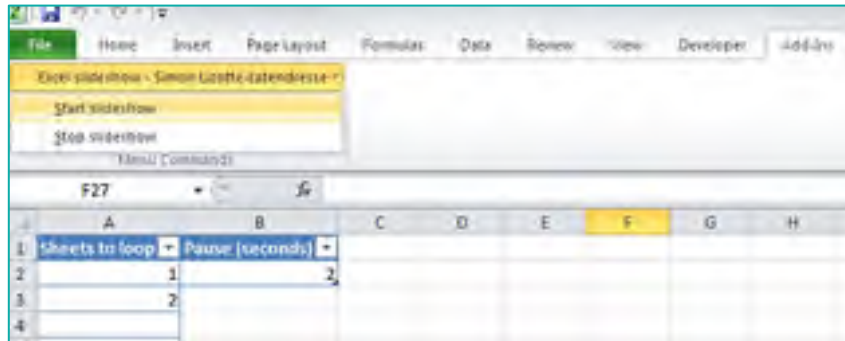 File Home Insert Page Layout Formulas Data Review View Developer Add-Ins
Excel slideshow - Simon Lizotte-Latendresse
Start slideshow
Stop slideshow
Menu Commands
F27 fx
A B C D E F G H
1 Sheets to loop Pause (seconds)
2 1 2
3 2
4